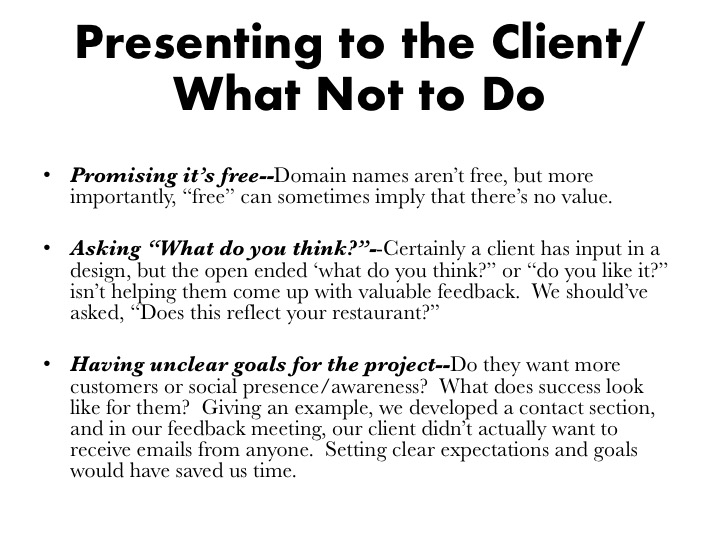 Presenting to the Client/
What Not to Do
• Promising it’s free--Domain names aren’t free, but more
importantly, “free” can sometimes imply that there’s no value.
• Asking “What do you think?”--Certainly a client has input in a
design, but the open ended ‘what do you think?” or “do you like it?”
isn’t helping them come up with valuable feedback.  We should’ve
asked, “Does this reflect your restaurant?”
• Having unclear goals for the project--Do they want more
customers or social presence/awareness?  What does success look
like for them?  Giving an example, we developed a contact section,
and in our feedback meeting, our client didn’t actually want to
receive emails from anyone.  Setting clear expectations and goals
would have saved us time.